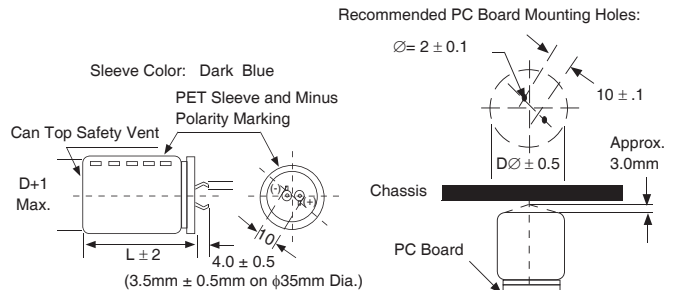 Recommended PC Board Mounting Holes:
∅= 2 ± 0.1
Sleeve Color: Dark Blue
PET Sleeve and Minus
Polarity Marking
10 ± .1
Can Top Safety Vent
Approx.
3.0mm
D∅ ± 0.5
D+1
Max.
Chassis
(-)
(+)
10
L ± 2
4.0 ± 0.5
PC Board
(3.5mm ± 0.5mm on ϕ35mm Dia.)